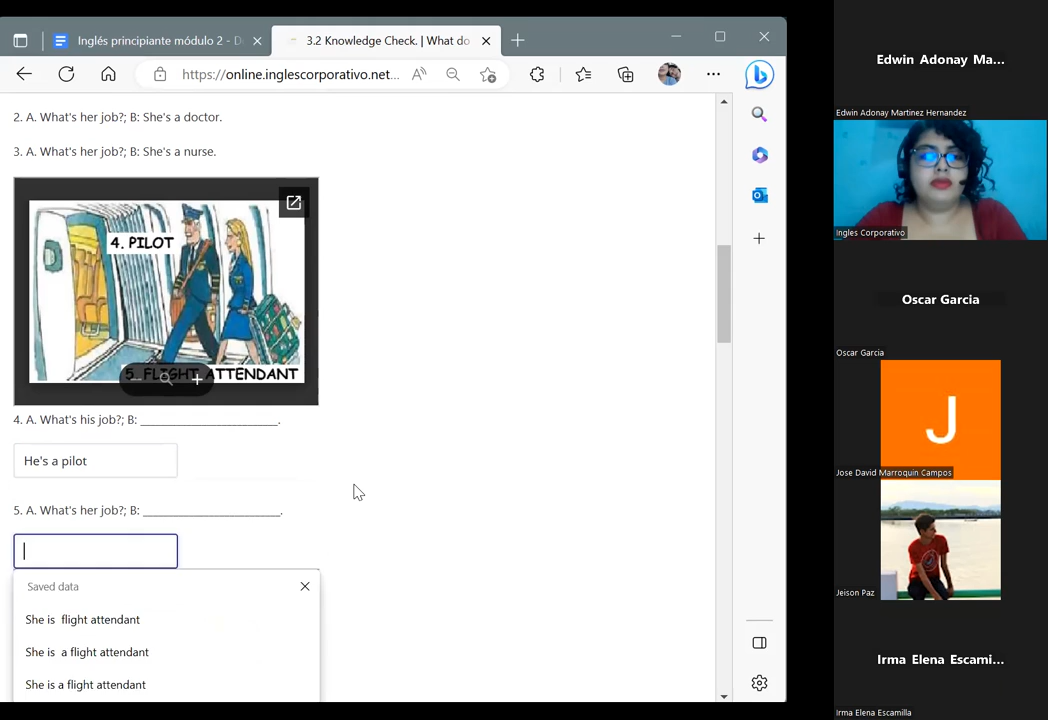 Inglés principiante módulo 2 - D
3.2 Knowledge Check. | What do
https://online.inglescorporativo.net...
2. A. What's her job?; B: She's a doctor.
3. A. What's her job?; B: She's a nurse.
4. PILOT
5. FLIGHT ATTENDANT
4. A. What's his job?; B: ________________________.
He's a pilot
5. A. What's her job?; B: ________________________.
Saved data
She is  flight attendant
She is  a flight attendant
She is a flight attendant
Edwin Adonay Ma...
Edwin Adonay Martinez Hernandez
Ingles Corporativo
Oscar Garcia
Oscar Garcia
J
Jose David Marroquin Campos
Jeison Paz
Irma Elena Escami...
Irma Elena Escamilla